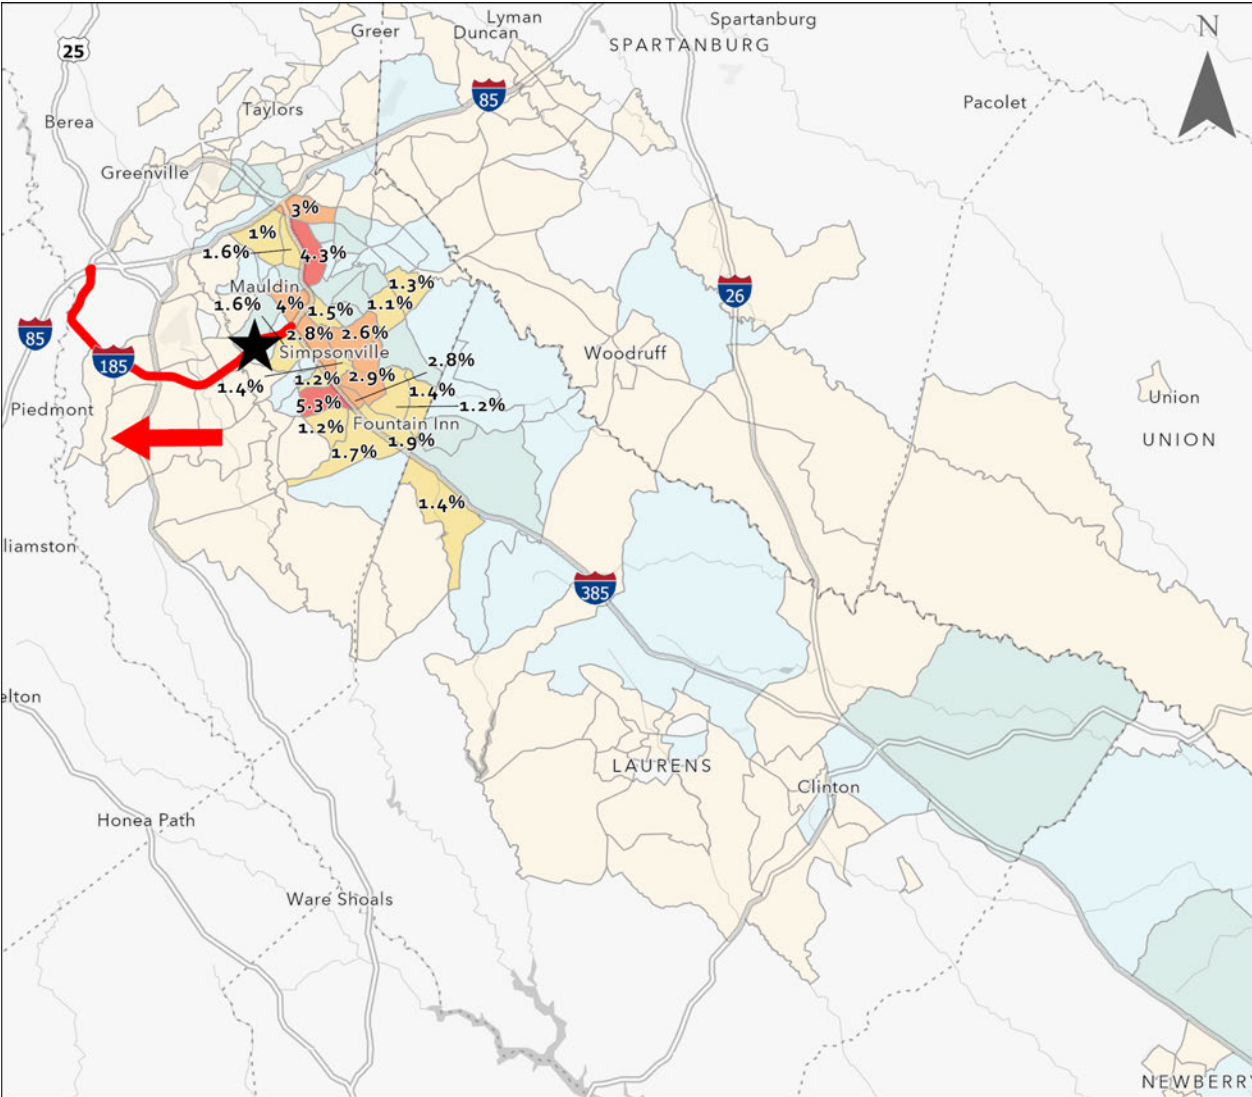 Lyman
Spartanburg
Greer
Duncan
N
SPARTANBURG
25
85
Pacolet
Taylors
Berea
Greenville
3%
1%
1.6%
4.3%
1.3%
Mauldin
26
1.6%
4%
1.5%
1.1%
85
2.8%
2.6%
Simpsonville
Woodruff
185
2.8%
1.4%
1.2%
2.9%
1.4%
Union
5.3%
1.2%
Piedmont
1.2%
Fountain Inn
UNION
1.9%
1.7%
1.4%
lliamston
385
elton
LAURENS
Clinton
Honea Path
Ware Shoals
NEWBERRY